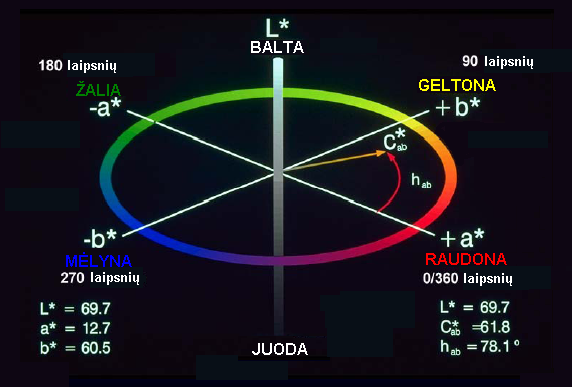 L*
BALTA
180 laipsnių
ŽALIA
-a*
90 laipsnių
GELTONA
+b*
C*ab
hab
-b*
MĖLYNA
270 laipsnių
+a*
RAUDONA
0/360 laipsnių
L* = 69.7
a* = 12.7
b* = 60.5
JUODA
L* = 69.7
C*ab =61.8
hab =78.1°